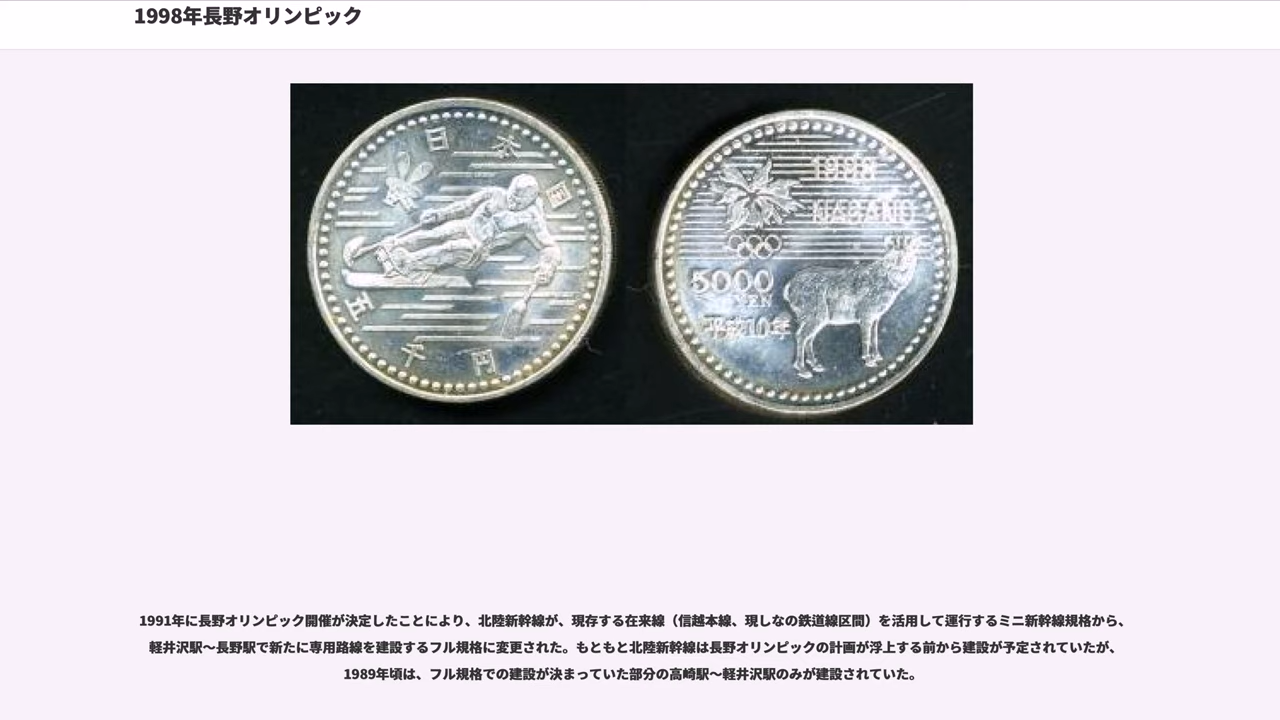 1998年長野オリンピック
日本国
五千円
1998
NAGANO
5000
YEN
平成10年
1991年に長野オリンピック開催が決定したことにより、北陸新幹線が、現存する在来線（信越本線、現しなの鉄道線区間）を活用して運行するミニ新幹線規格から、
軽井沢駅～長野駅で新たに専用路線を建設するフル規格に変更された。もともと北陸新幹線は長野オリンピックの計画が浮上する前から建設が予定されていたが、
1989年頃は、フル規格での建設が決まっていた部分の高崎駅～軽井沢駅のみが建設されていた。